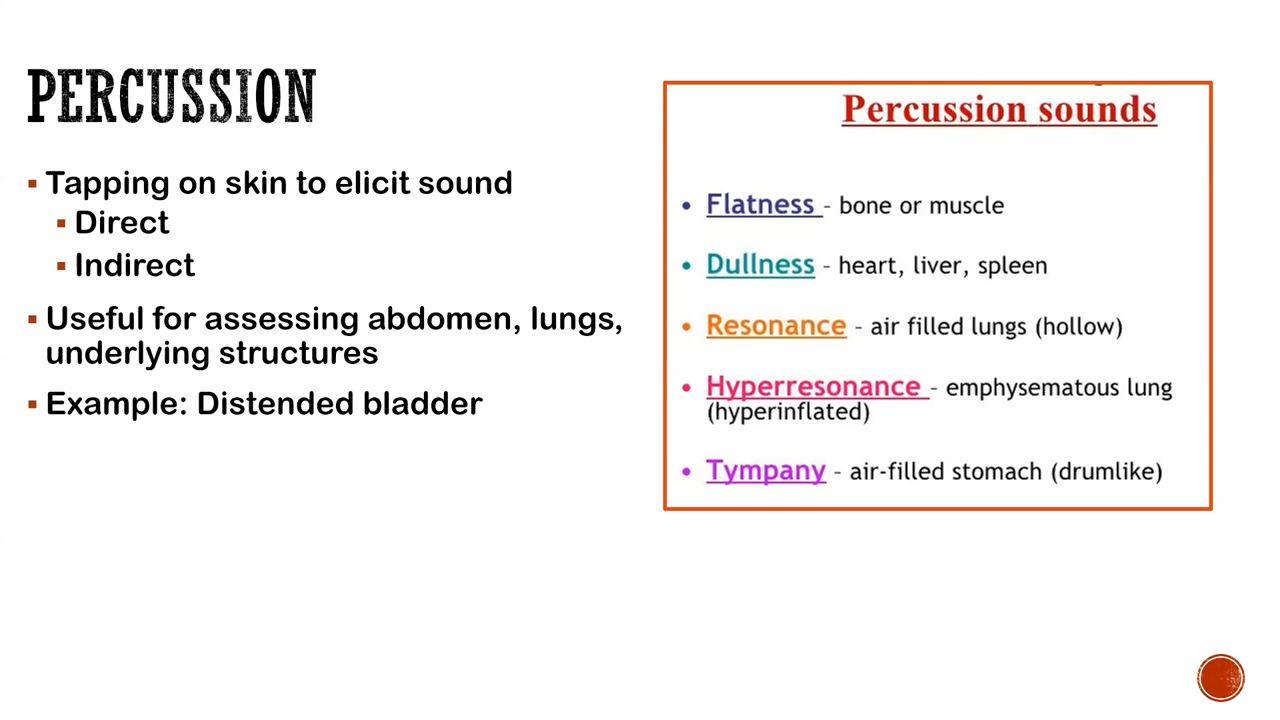 PERCUSSION
▪ Tapping on skin to elicit sound
▪ Direct
▪ Indirect
▪ Useful for assessing abdomen, lungs,
underlying structures
▪ Example: Distended bladder
Percussion sounds
• Flatness – bone or muscle
• Dullness – heart, liver, spleen
• Resonance – air filled lungs (hollow)
• Hyperresonance – emphysematous lung
(hyperinflated)
• Tympany – air-filled stomach (drumlike)